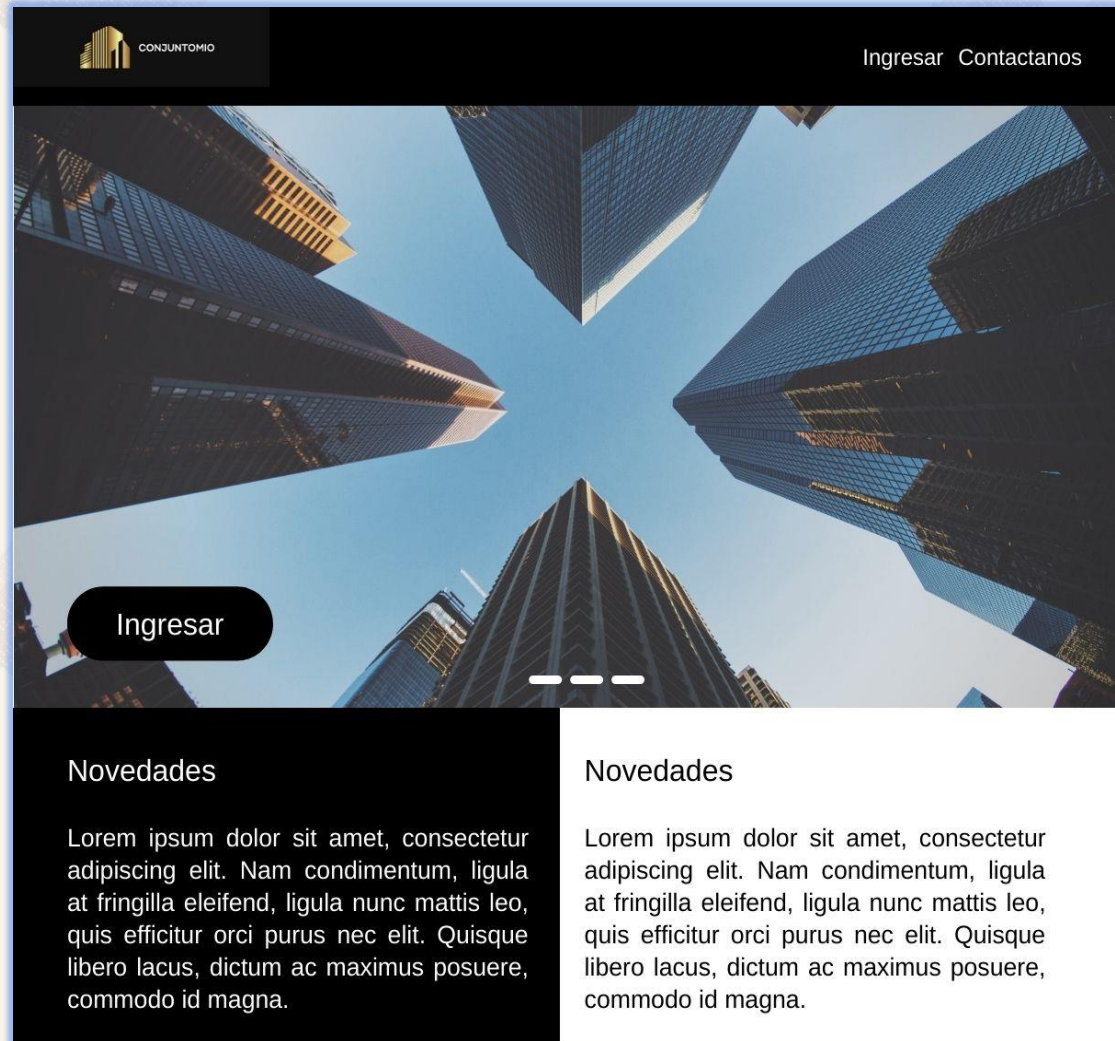 CONJUNTOMIO
Ingresar Contactanos
Ingresar
Novedades
Lorem ipsum dolor sit amet, consectetur
adipiscing elit. Nam condimentum, ligula
at fringilla eleifend, ligula nunc mattis leo,
quis efficitur orci purus nec elit. Quisque
libero lacus, dictum ac maximus posuere,
commodo id magna.
Novedades
Lorem ipsum dolor sit amet, consectetur
adipiscing elit. Nam condimentum, ligula
at fringilla eleifend, ligula nunc mattis leo,
quis efficitur orci purus nec elit. Quisque
libero lacus, dictum ac maximus posuere,
commodo id magna.